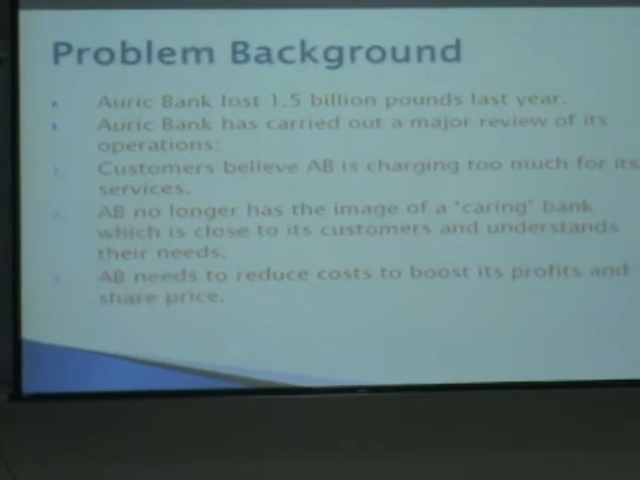 Problem Background
Auric Bank lost 1.5 billion pounds last year.
Auric Bank has carried out a major review of its
operations:
1. Customers believe AB is charging too much for its
services.
2. AB no longer has the image of a 'caring' bank
which is close to its customers and understands
their needs.
3. AB needs to reduce costs to boost its profits and
share price.